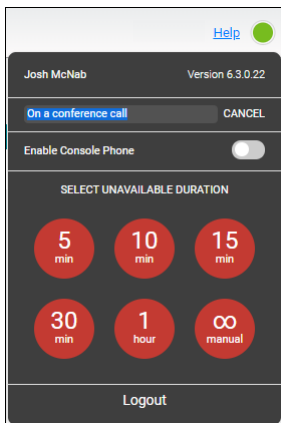 Help
Josh McNab Version 6.3.0.22
On a conference call CANCEL
Enable Console Phone
SELECT UNAVAILABLE DURATION
5 10 15
min min min
30 1 ∞
min hour manual
Logout